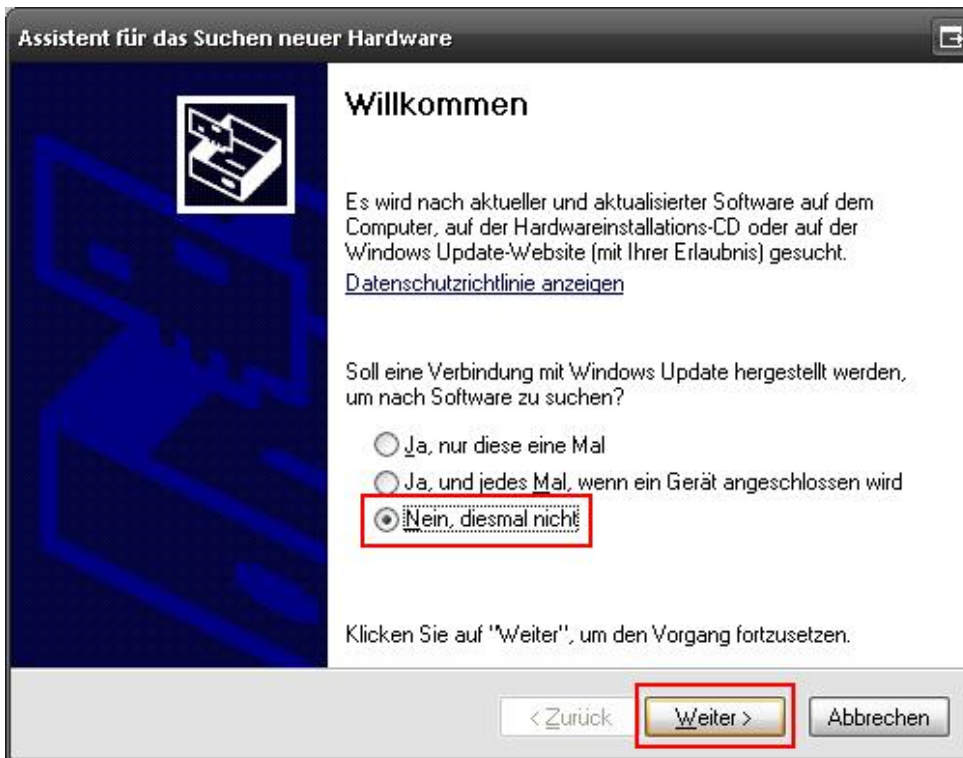 Assistent für das Suchen neuer Hardware
Willkommen
Es wird nach aktueller und aktualisierter Software auf dem
Computer, auf der Hardwareinstallations-CD oder auf der
Windows Update-Website (mit Ihrer Erlaubnis) gesucht.
Datenschutzrichtlinie anzeigen
Soll eine Verbindung mit Windows Update hergestellt werden,
um nach Software zu suchen?
Ja, nur diese eine Mal
Ja, und jedes Mal, wenn ein Gerät angeschlossen wird
Nein, diesmal nicht
Klicken Sie auf "Weiter", um den Vorgang fortzusetzen.
< Zurück Weiter > Abbrechen